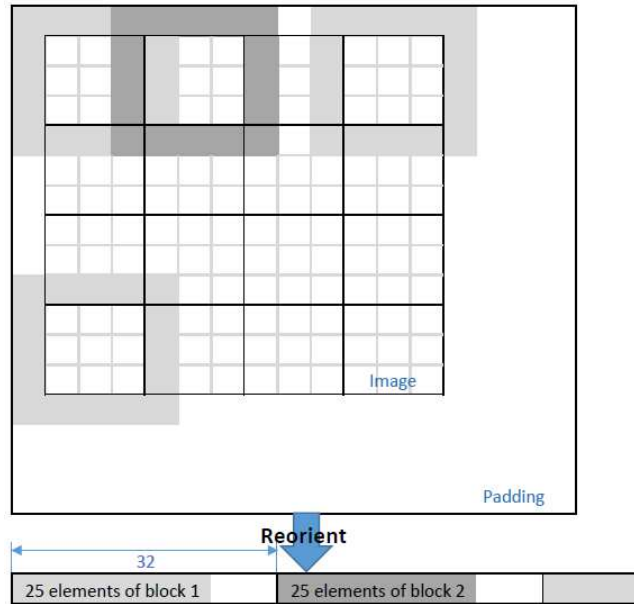 Image
Padding
Reorient
32
25 elements of block 1
25 elements of block 2